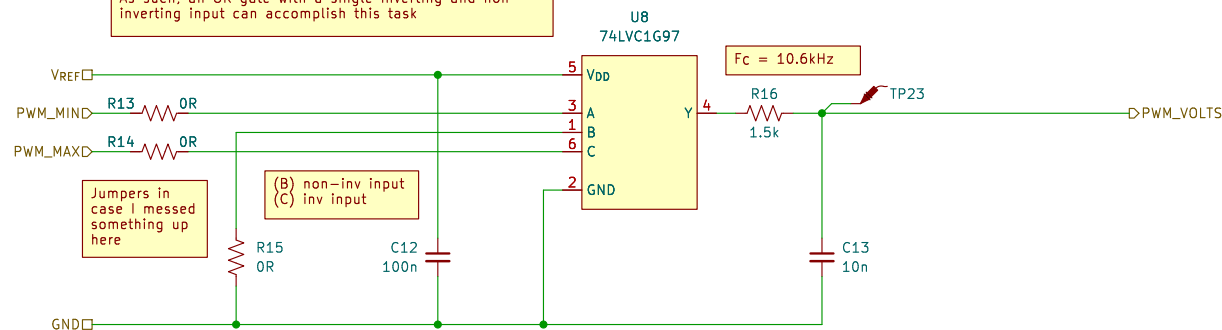 As such, an OR gate with a single inverting and non-
inverting input can accomplish this task
U8
74LVC1G97
Fc = 10.6kHz
VREF
5
VDD
R16
TP23
PWM_MIN
R13
0R
3
A
Y
4
PWM_VOLTS
1
B
1.5k
PWM_MAX
R14
0R
6
C
(B) non-inv input
(C) inv input
2
GND
Jumpers in
case I messed
something up
here
R15
0R
C12
100n
C13
10n
GND